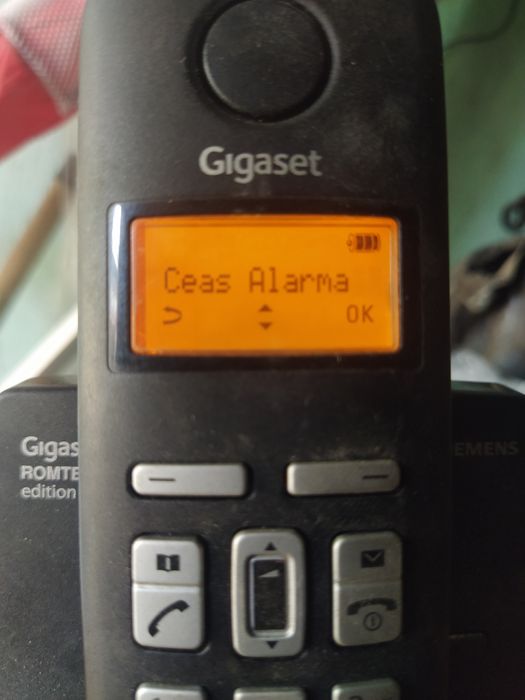 Gigaset
Ceas Alarma
OK
Gigas
ROMTE
edition
EMENS